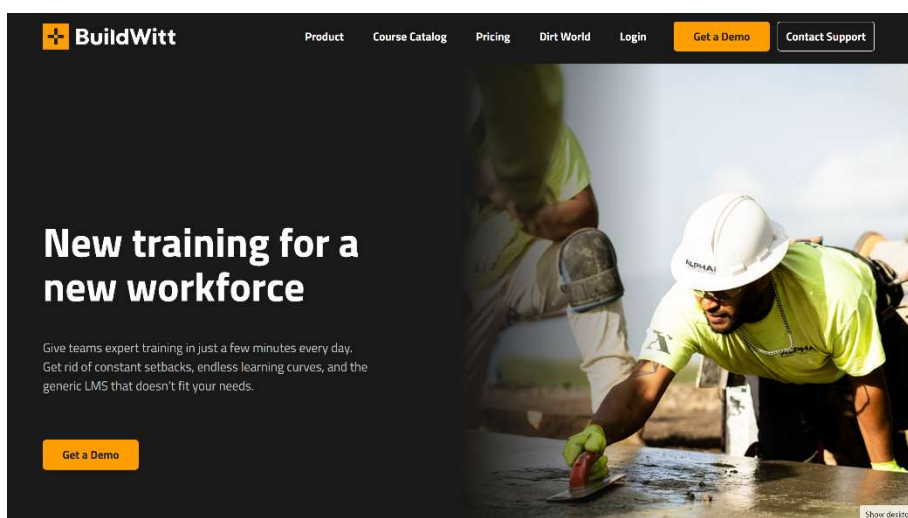 BuildWitt
Product Course Catalog Pricing Dirt World Login Get a Demo Contact Support
New training for a
new workforce
Give teams expert training in just a few minutes every day.
Get rid of constant setbacks, endless learning curves, and the
generic LMS that doesn't fit your needs.
Get a Demo
ALPHA
ALPHA
X